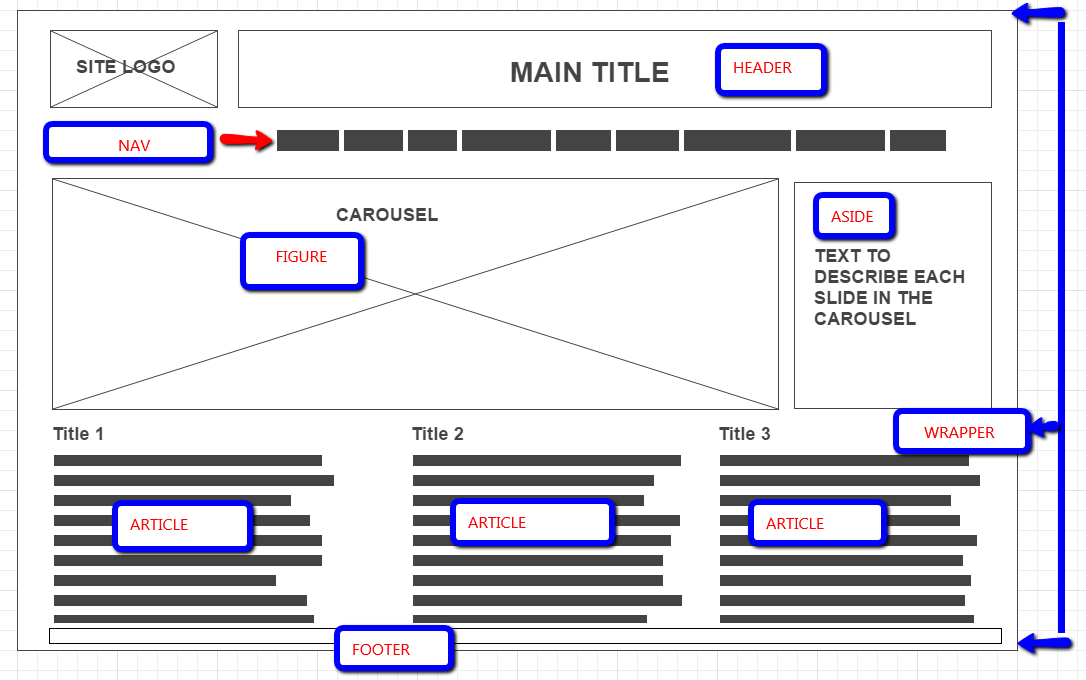 SITE LOGO
MAIN TITLE
HEADER
NAV
CAROUSEL
FIGURE
ASIDE
TEXT TO
DESCRIBE EACH
SLIDE IN THE
CAROUSEL
WRAPPER
Title 1
Title 2
Title 3
ARTICLE
ARTICLE
ARTICLE
FOOTER